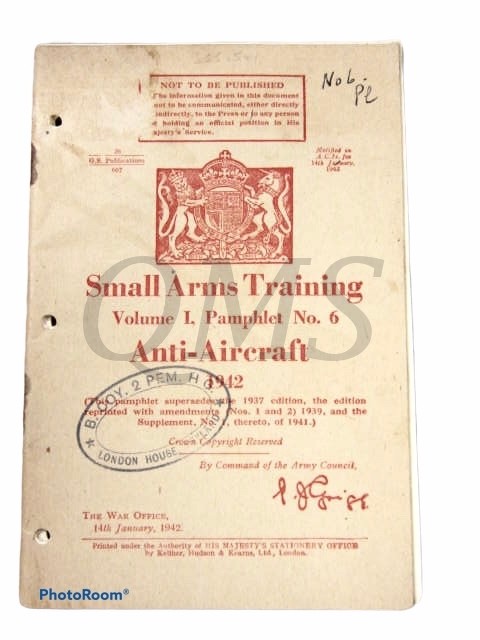 No 6.
P2
NOT TO BE PUBLISHED
The information given in this document
not to be communicated, either directly
indirectly, to the Press or to any person
holding an official position in His
Majesty's Service.
26
G.S. Publications
607
Notified in
A.C.Is. for
14th January,
1942
QMS
Small Arms Training
Volume I, Pamphlet No. 6
Anti-Aircraft
1942
(This pamphlet supersedes the 1937 edition, the edition
reprinted with amendments (Nos. 1 and 2) 1939, and the
Supplement, No. 1, thereto, of 1941.)
Crown Copyright Reserved
B. COY. 2 PEM. H.G.
LONDON HOUSE
By Command of the Army Council,
THE WAR OFFICE,
14th January, 1942.
Printed under the Authority of HIS MAJESTY'S STATIONERY OFFICE
by Keliher, Hudson & Kearns, Ltd., London.
PhotoRoom®